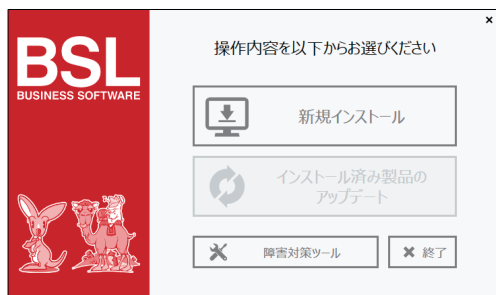 BSL
BUSINESS SOFTWARE
操作内容を以下からお選びください
新規インストール
インストール済み製品の
アップデート
障害対策ツール
終了